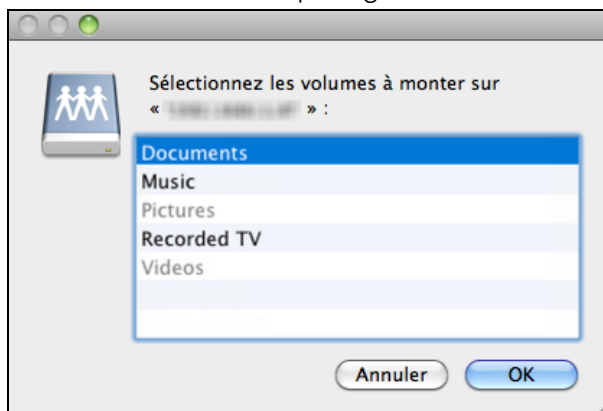 Sélectionnez les volumes à monter sur
« » :
Documents
Music
Pictures
Recorded TV
Videos
Annuler
OK